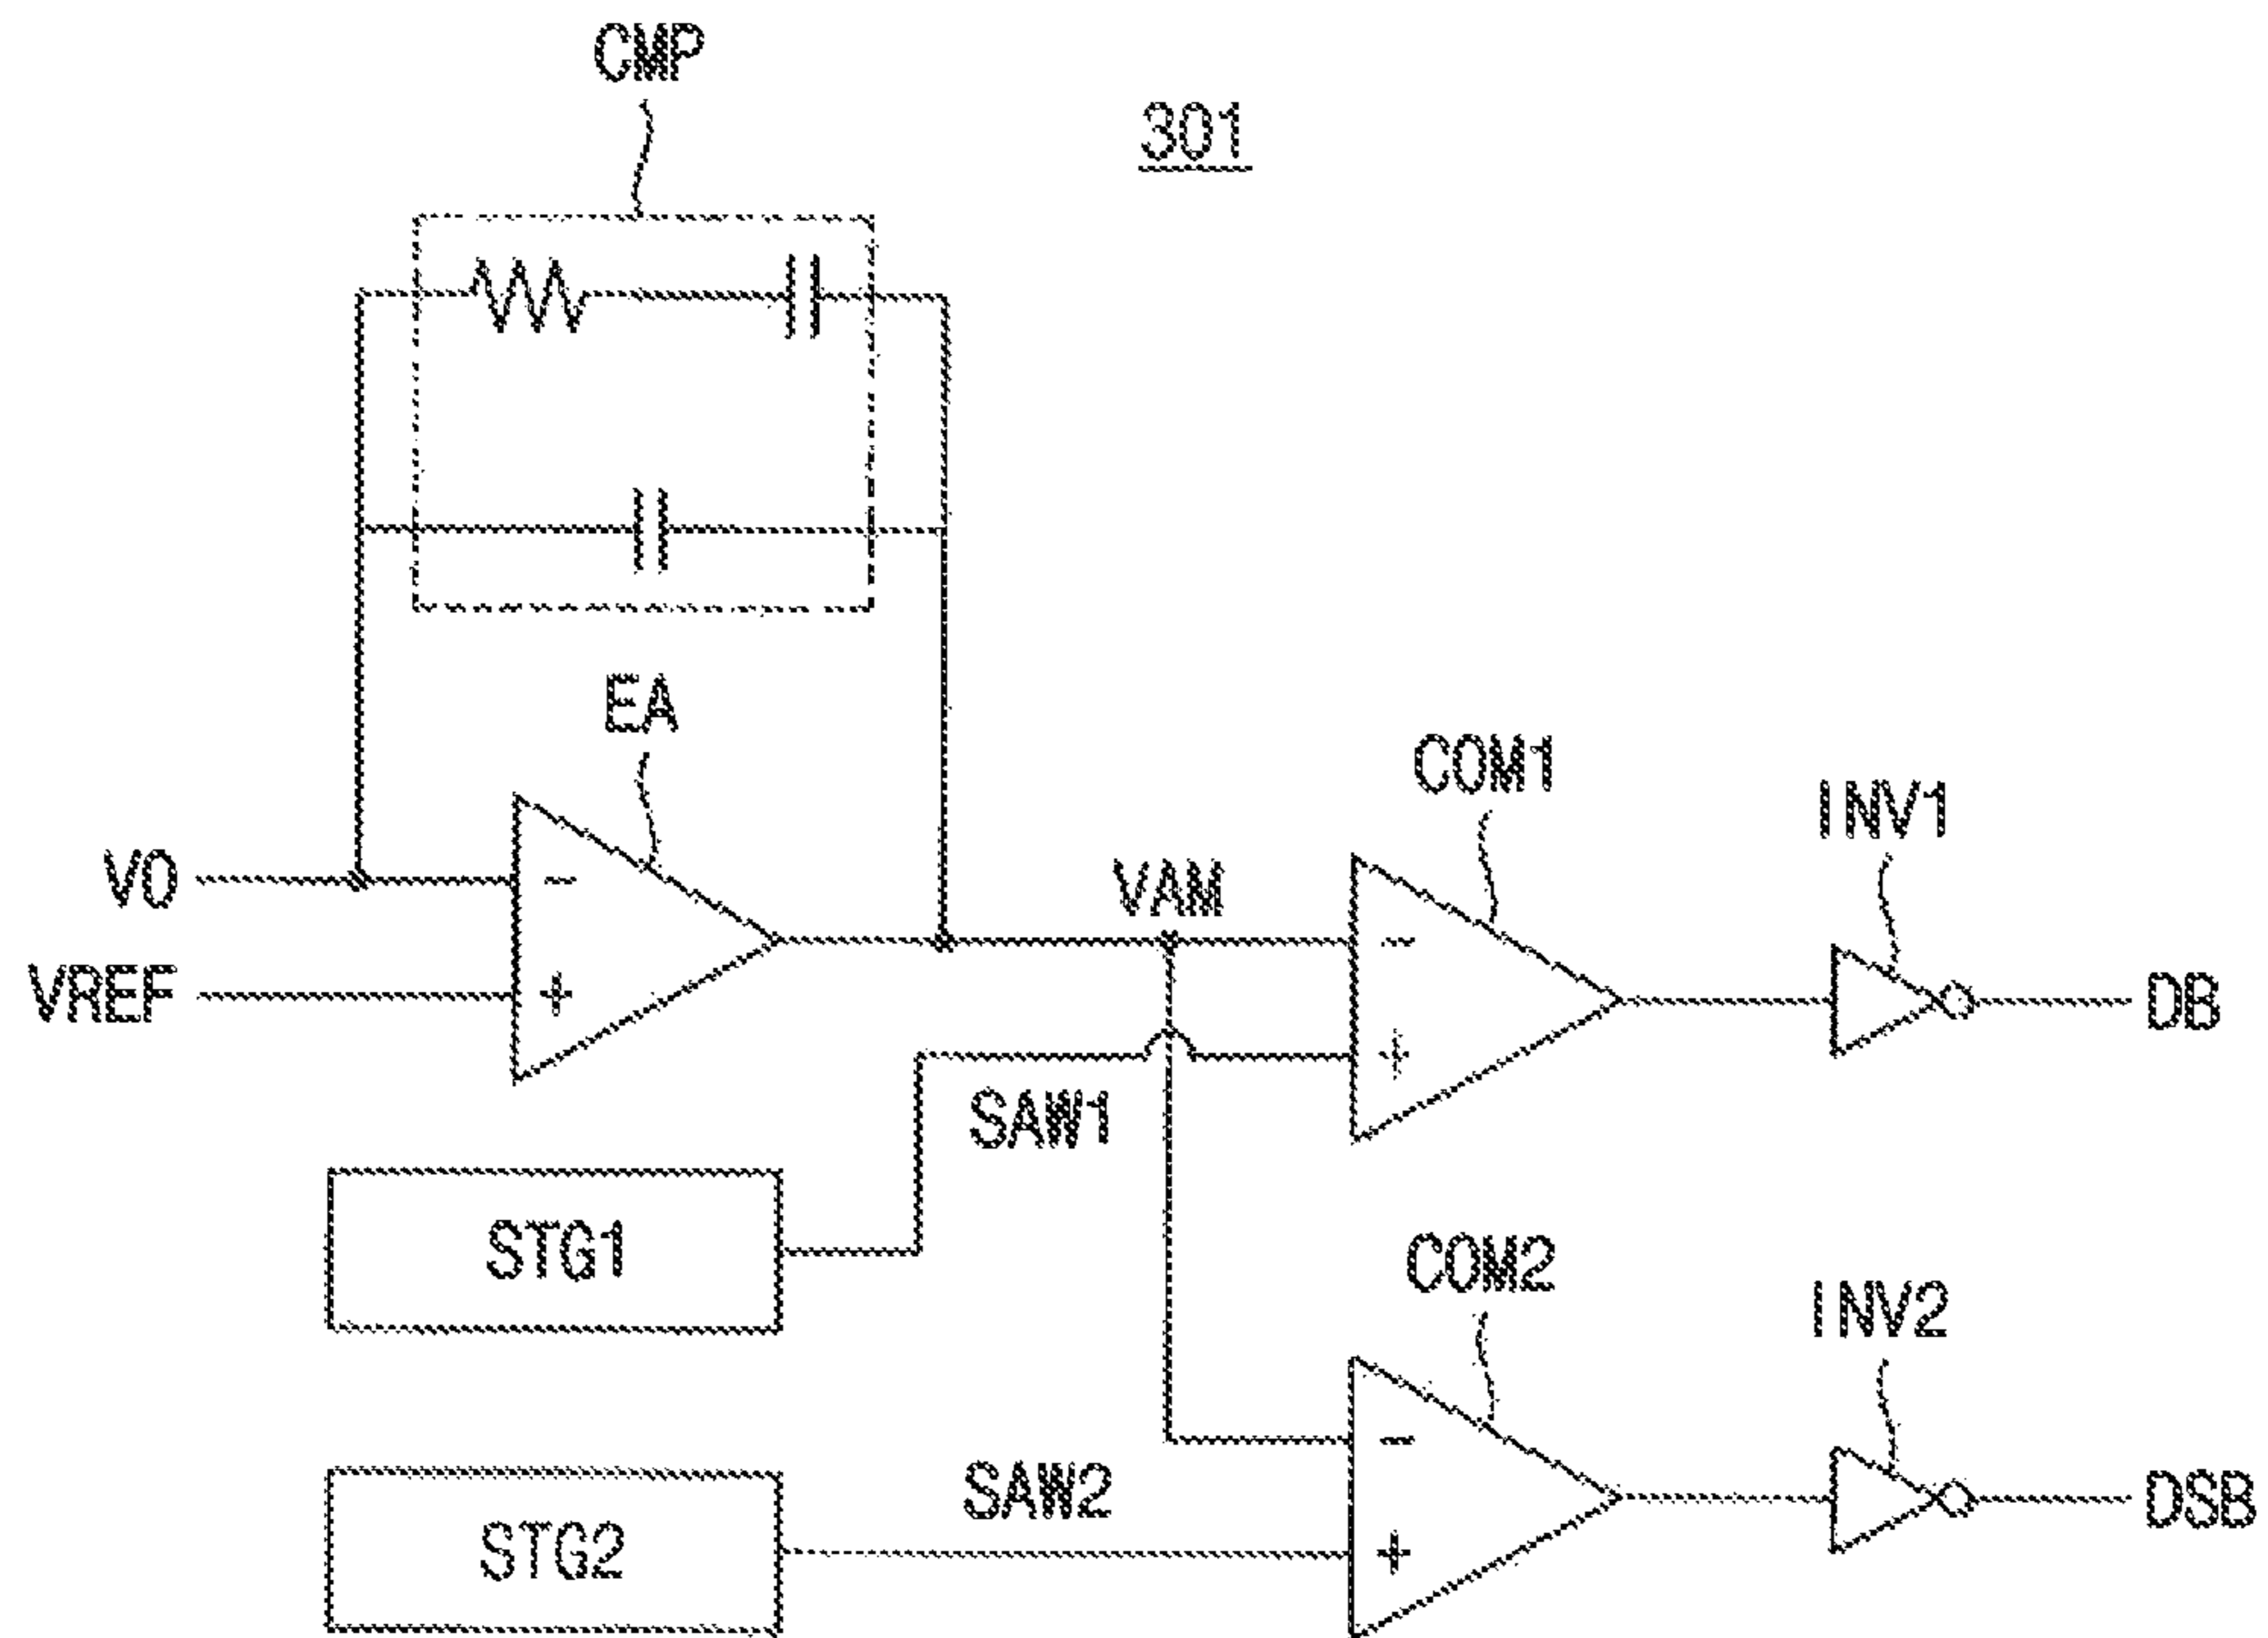 CMP
301
EA
COM1
INV1
VO
-
VAM
-
VREF
+
DB
+
SAW1
STG1
COM2
INV2
-
SAW2
DSB
STG2
+